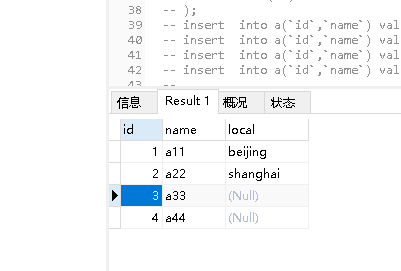 38 -- );
39 -- insert  into a(`id`,`name`) val
40 -- insert  into a(`id`,`name`) val
41 -- insert  into a(`id`,`name`) val
42 -- insert  into a(`id`,`name`) val
信息 Result 1 概况 状态
id name local
1 a11 beijing
2 a22 shanghai
3 a33 (Null)
4 a44 (Null)